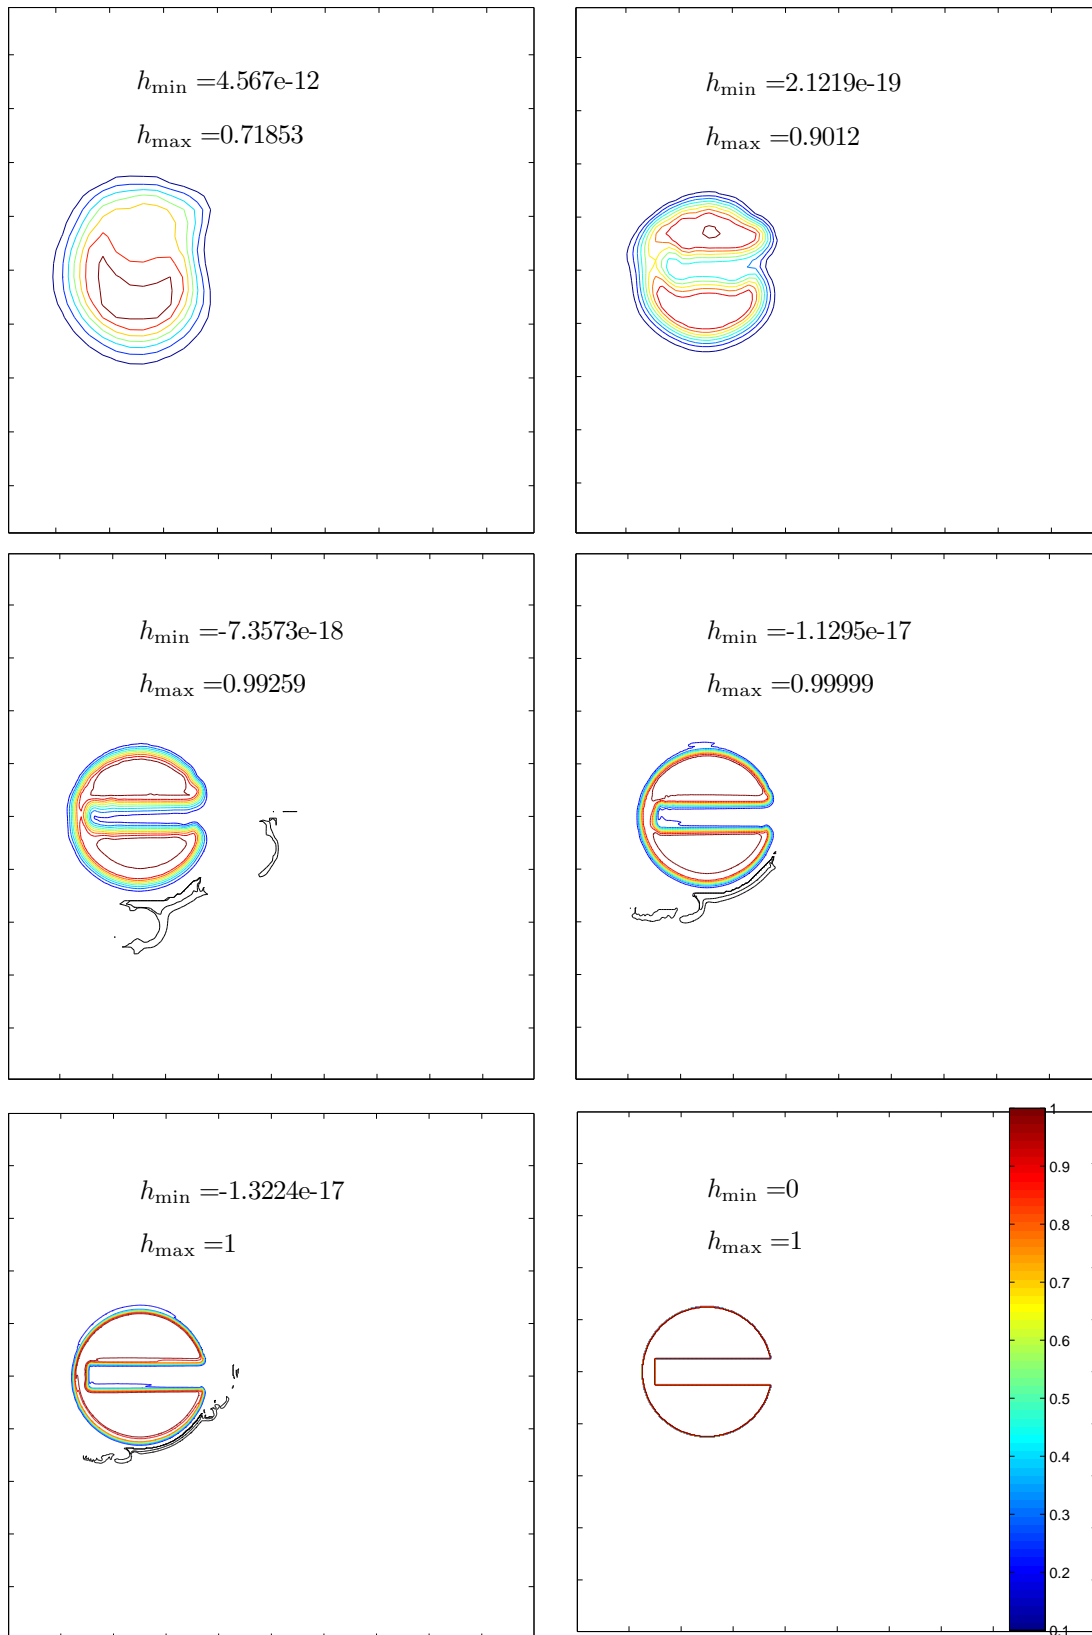 h_min =4.567e-12
h_max =0.71853
h_min =2.1219e-19
h_max =0.9012
h_min =-7.3573e-18
h_max =0.99259
h_min =-1.1295e-17
h_max =0.99999
h_min =-1.3224e-17
h_max =1
h_min =0
h_max =1
1
0.9
0.8
0.7
0.6
0.5
0.4
0.3
0.2
0.1